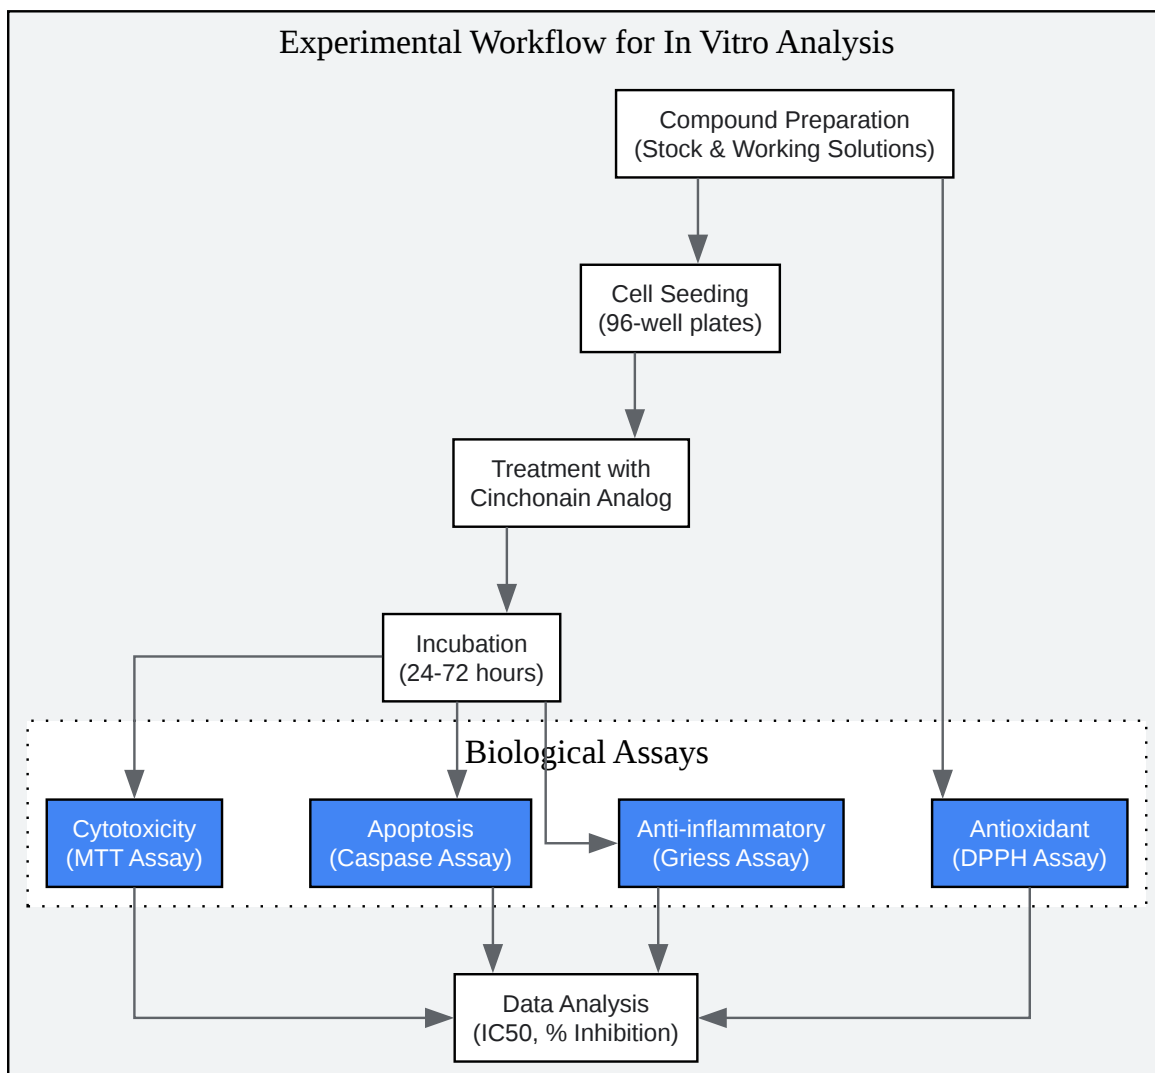 Experimental Workflow for In Vitro Analysis
Compound Preparation
(Stock & Working Solutions)
Cell Seeding
(96-well plates)
Treatment with
Cinchonain Analog
Incubation
(24-72 hours)
Biological Assays
Cytotoxicity
(MTT Assay)
Apoptosis
(Caspase Assay)
Anti-inflammatory
(Griess Assay)
Antioxidant
(DPPH Assay)
Data Analysis
(IC50, % Inhibition)